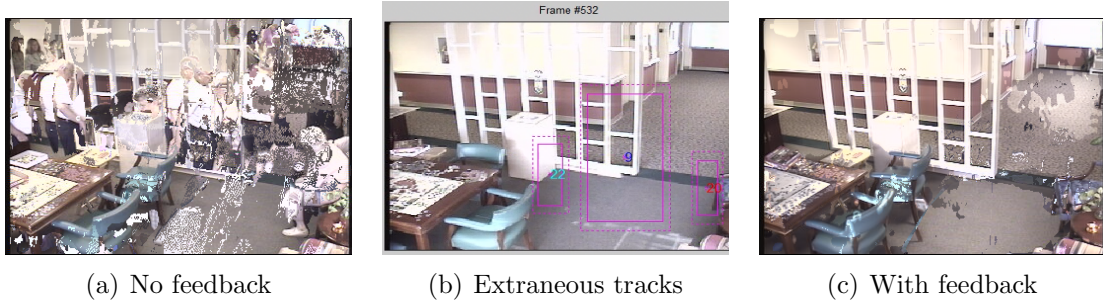 Frame #532
22
9
20
(a) No feedback
(b) Extraneous tracks
(c) With feedback